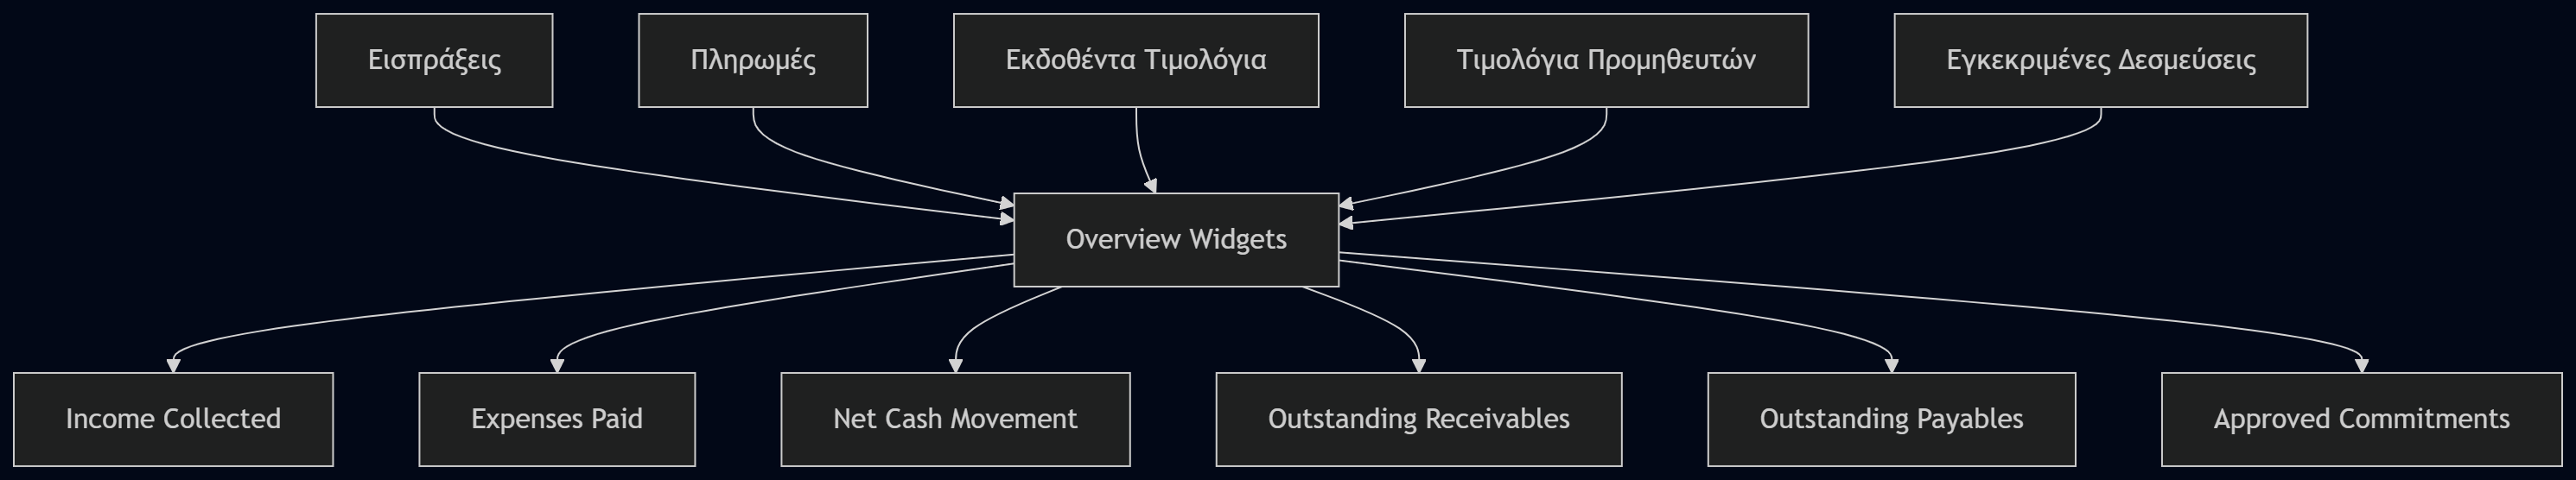 Εισπράξεις
Πληρωμές
Εκδοθέντα Τιμολόγια
Τιμολόγια Προμηθευτών
Εγκεκριμένες Δεσμεύσεις
Overview Widgets
Income Collected
Expenses Paid
Net Cash Movement
Outstanding Receivables
Outstanding Payables
Approved Commitments